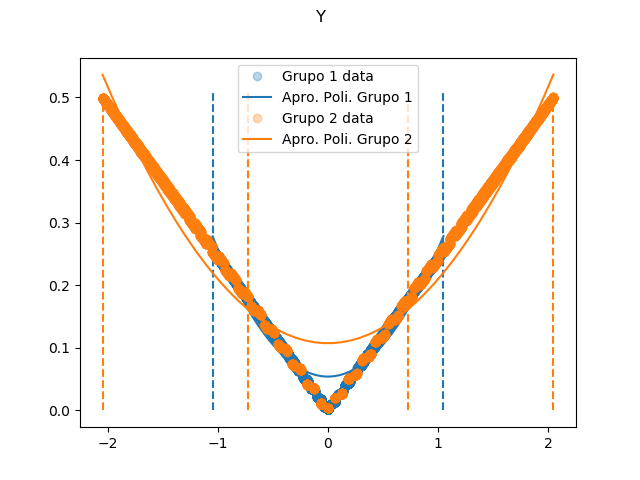 Y
Grupo 1 data
Apro. Poli. Grupo 1
Grupo 2 data
Apro. Poli. Grupo 2
0.5
0.4
0.3
0.2
0.1
0.0
−2 −1 0 1 2